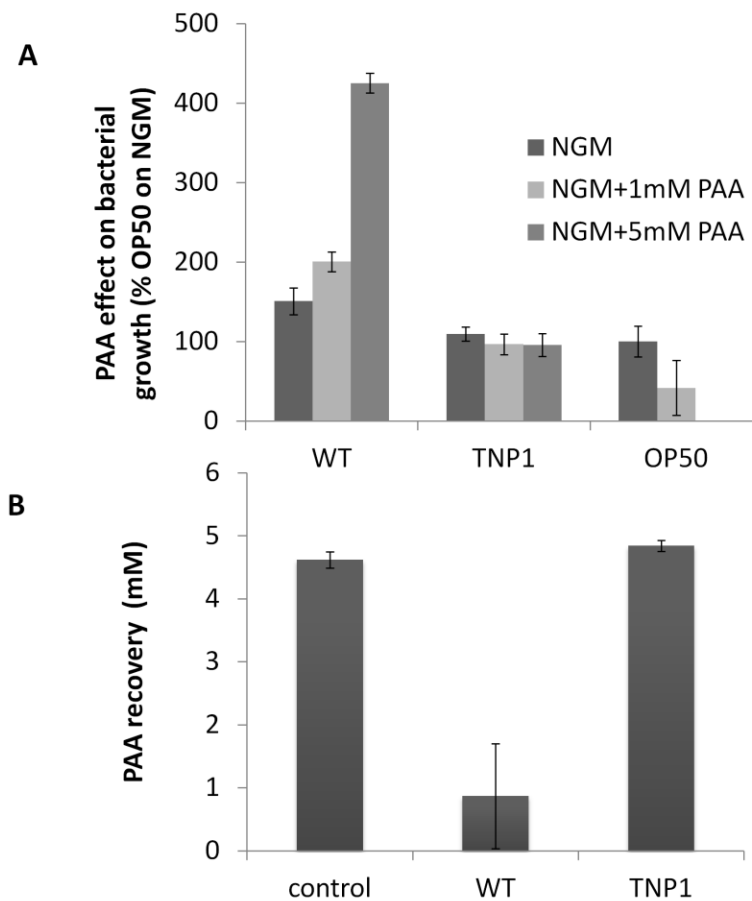 A
PAA effect on bacterial
growth (% OP50 on NGM)
500
400
300
200
100
0
NGM
NGM+1mM PAA
NGM+5mM PAA
WT TNP1 OP50
B
PAA recovery (mM)
6
5
4
3
2
1
0
control WT TNP1